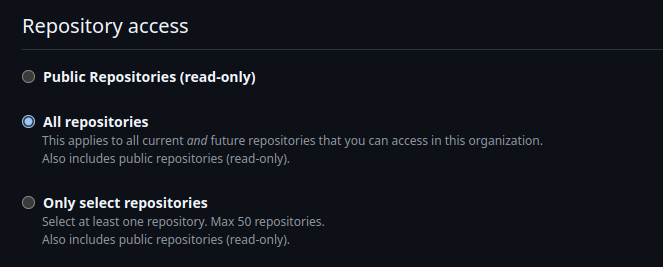 Repository access
Public Repositories (read-only)
All repositories
This applies to all current and future repositories that you can access in this organization.
Also includes public repositories (read-only).
Only select repositories
Select at least one repository. Max 50 repositories.
Also includes public repositories (read-only).